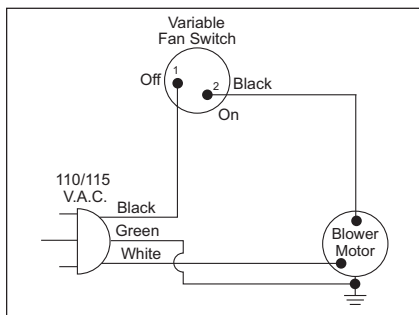 Variable
Fan Switch
Off
1
2
Black
On
110/115
V.A.C.
Black
Green
White
Blower
Motor